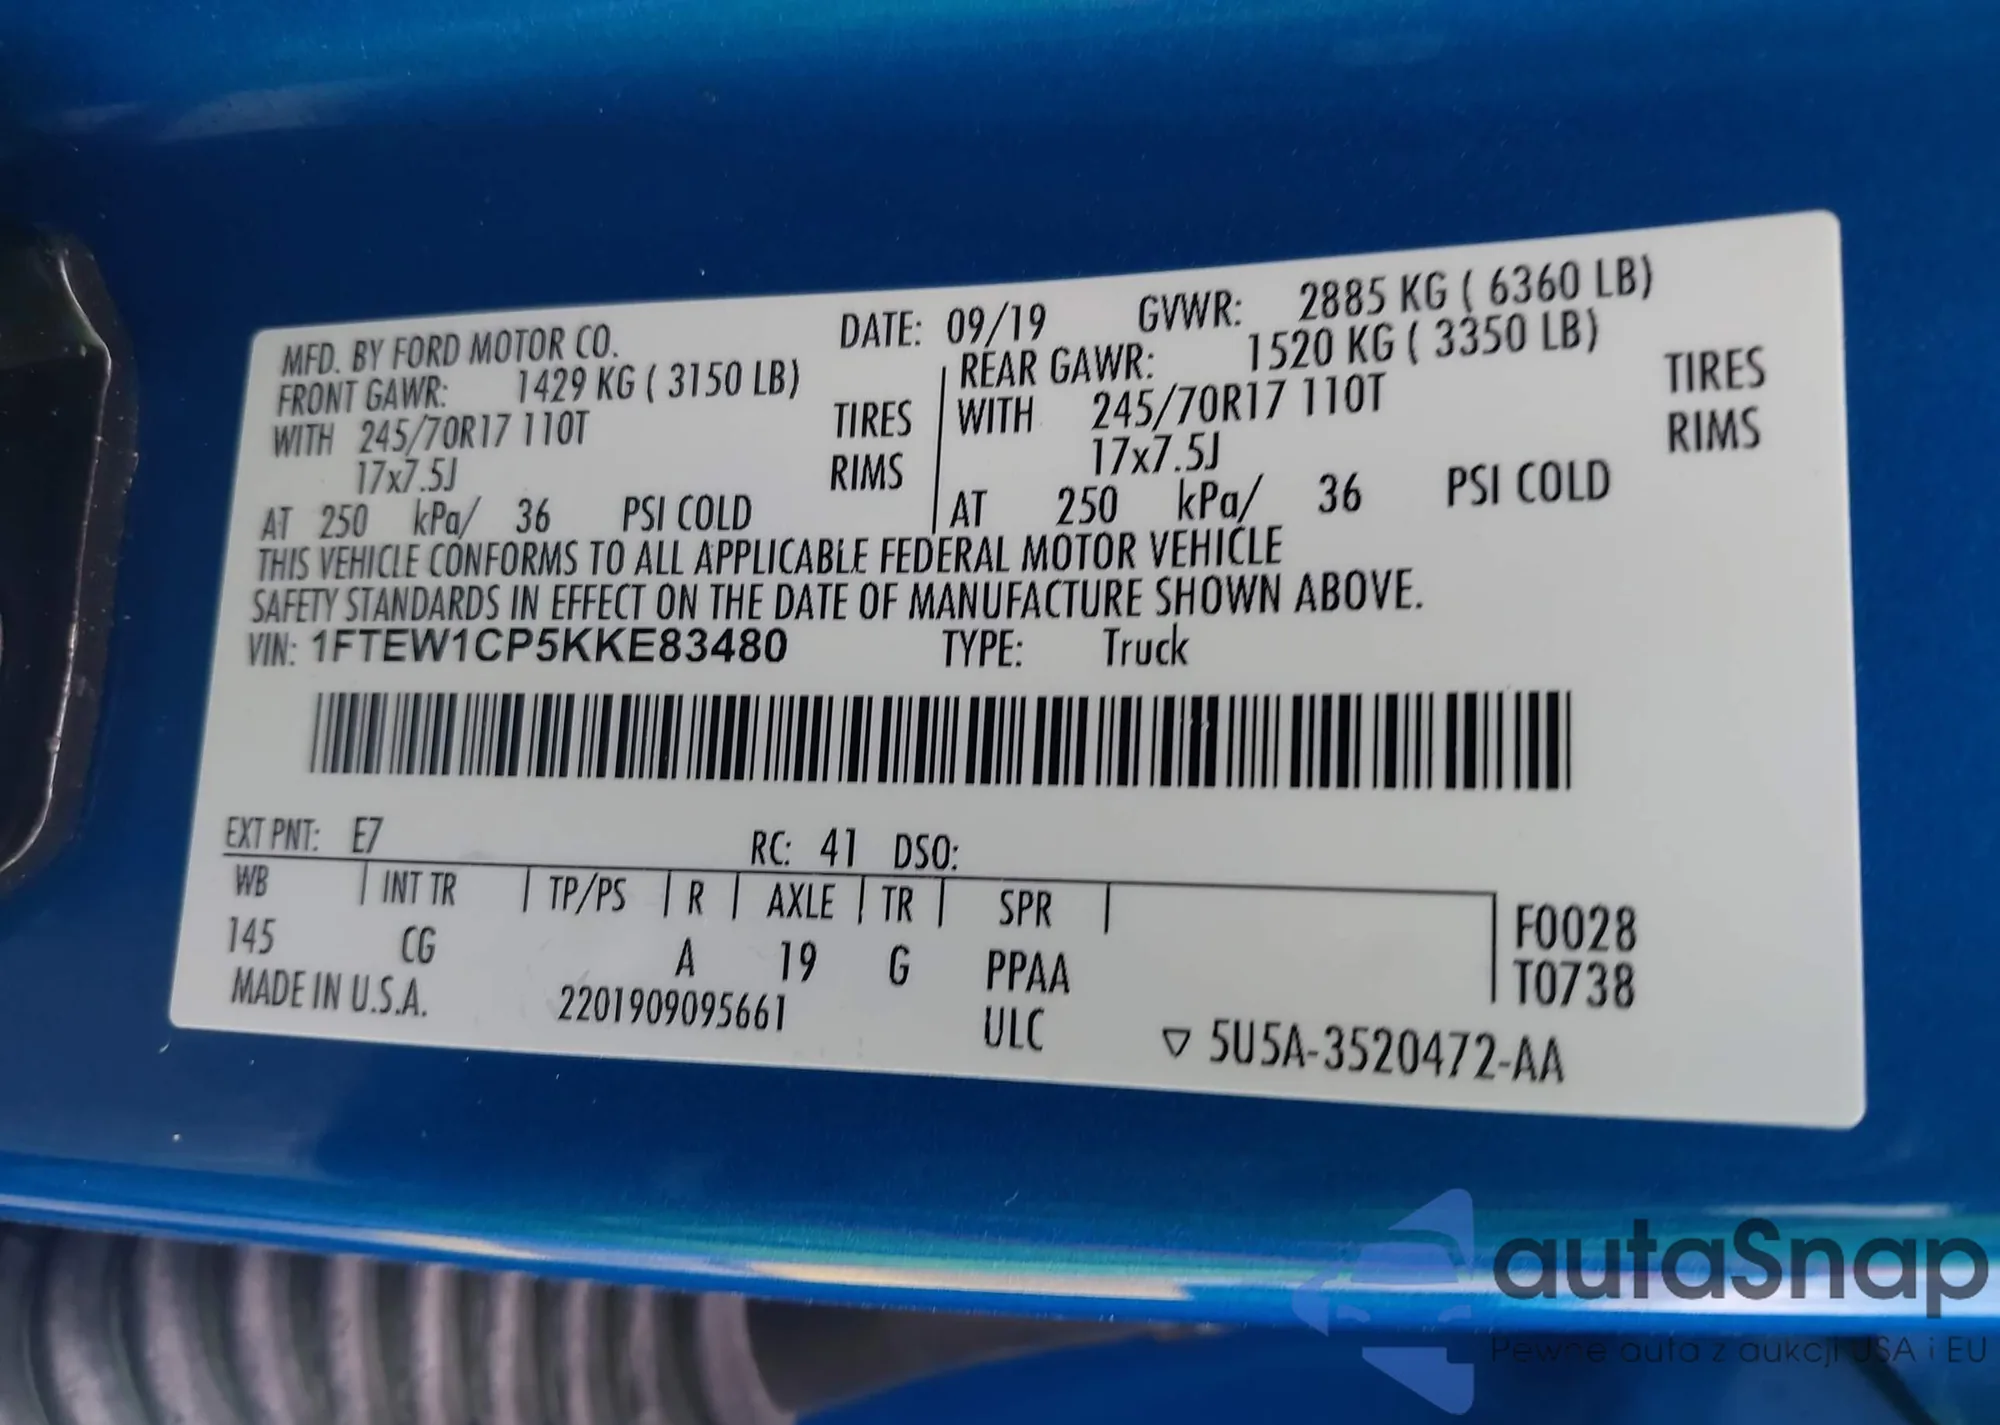 MFD. BY FORD MOTOR CO. DATE: 09/19 GVWR: 2885 KG ( 6360 LB)
FRONT GAWR: 1429 KG ( 3150 LB) REAR GAWR: 1520 KG ( 3350 LB)
WITH 245/70R17 110T TIRES WITH 245/70R17 110T TIRES
17x7.5J RIMS 17x7.5J RIMS
AT 250 kPa/ 36 PSI COLD AT 250 kPa/ 36 PSI COLD
THIS VEHICLE CONFORMS TO ALL APPLICABLE FEDERAL MOTOR VEHICLE
SAFETY STANDARDS IN EFFECT ON THE DATE OF MANUFACTURE SHOWN ABOVE.
VIN: 1FTEW1CP5KKE83480 TYPE: Truck
EXT PNT: E7 RC: 41 DSO:
WB INT TR TP/PS R AXLE TR SPR F0028
145 CG A 19 G PPAA T0738
MADE IN U.S.A. 2201909095661 ULC ▽ 5U5A-3520472-AA
autaSnap
Pewne auta z aukcji USA i EU